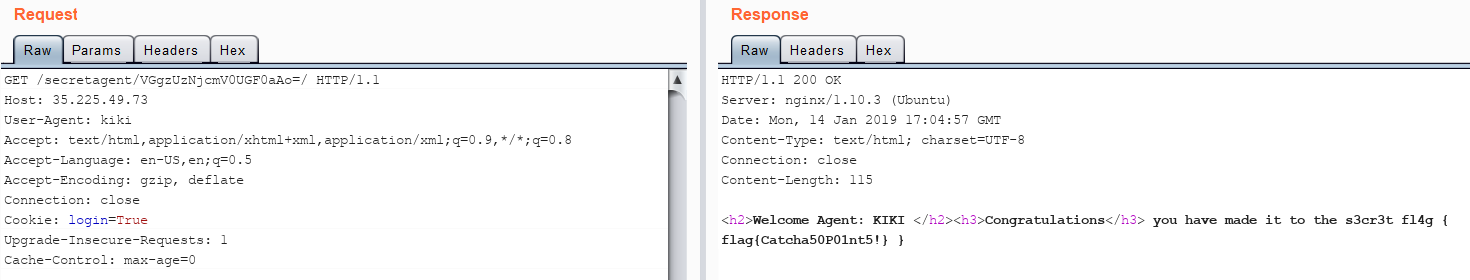 Request
Raw Params Headers Hex
GET /secretagent/VGgzUzNjcmV0UGF0aAo=/ HTTP/1.1
Host: 35.225.49.73
User-Agent: kiki
Accept: text/html,application/xhtml+xml,application/xml;q=0.9,*/*;q=0.8
Accept-Language: en-US,en;q=0.5
Accept-Encoding: gzip, deflate
Connection: close
Cookie: login=True
Upgrade-Insecure-Requests: 1
Cache-Control: max-age=0
Response
Raw Headers Hex
HTTP/1.1 200 OK
Server: nginx/1.10.3 (Ubuntu)
Date: Mon, 14 Jan 2019 17:04:57 GMT
Content-Type: text/html; charset=UTF-8
Connection: close
Content-Length: 115
<h2>Welcome Agent: KIKI </h2><h3>Congratulations</h3> you have made it to the s3cr3t fl4g {
flag{Catcha50P01nt5!} }